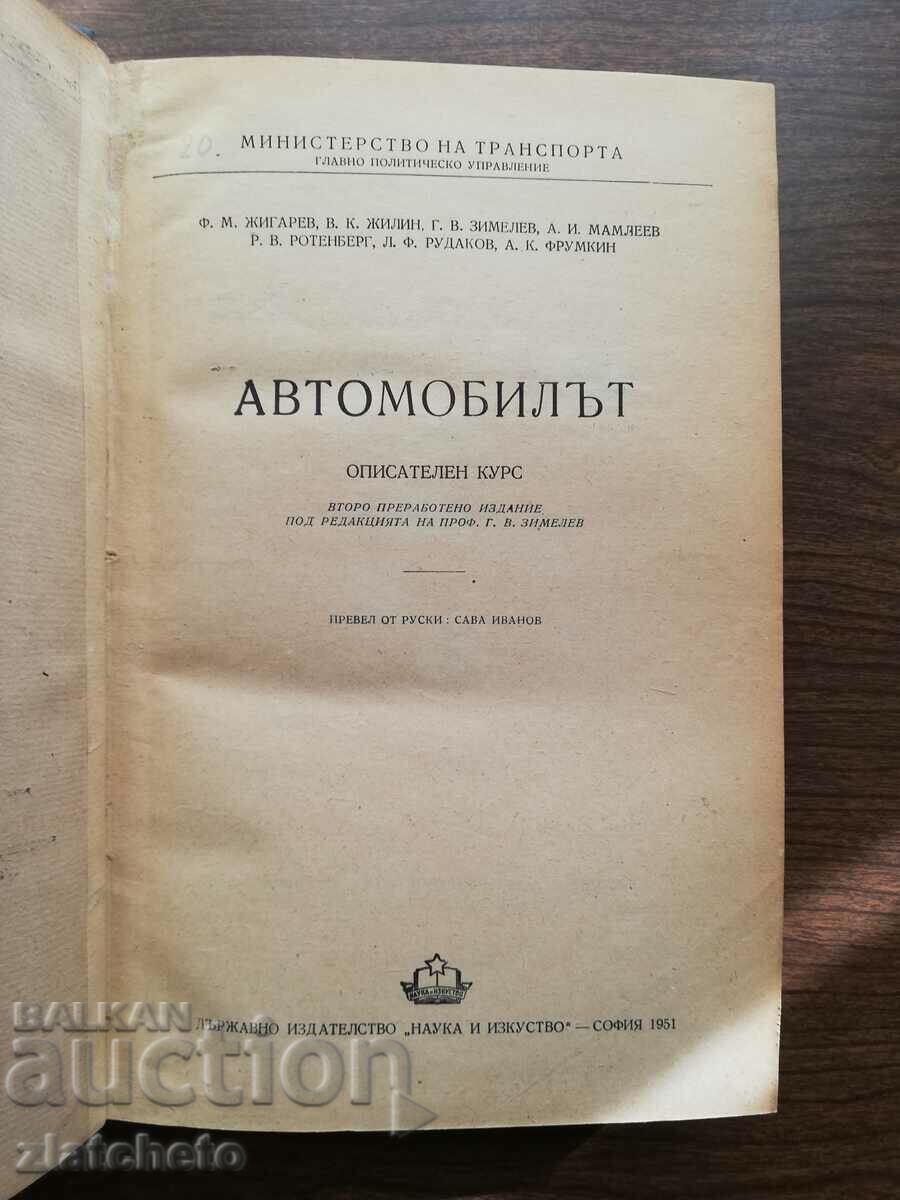 20.
МИНИСТЕРСТВО НА ТРАНСПОРТА
ГЛАВНО ПОЛИТИЧЕСКО УПРАВЛЕНИЕ
Ф. М. ЖИГАРЕВ, В. К. ЖИЛИН, Г. В. ЗИМЕЛЕВ, А. И. МАМЛЕЕВ
Р. В. РОТЕНБЕРГ, Л. Ф. РУДАКОВ, А. К. ФРУМКИН
АВТОМОБИЛЪТ
ОПИСАТЕЛЕН КУРС
ВТОРО ПРЕРАБОТЕНО ИЗДАНИЕ
ПОД РЕДАКЦИЯТА НА ПРОФ. Г. В. ЗИМЕЛЕВ
ПРЕВЕЛ ОТ РУСКИ: САВА ИВАНОВ
НАУКА И ИЗКУСТВО
ДЪРЖАВНО ИЗДАТЕЛСТВО „НАУКА И ИЗКУСТВО“ — СОФИЯ 1951
BALKAN
auction
zlatcheto